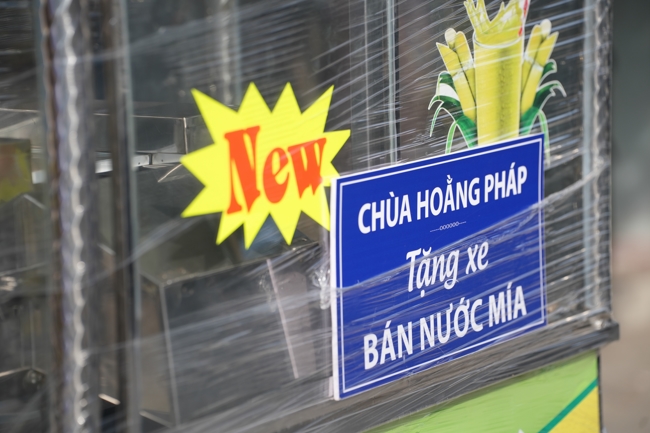 New
CHÙA HOẰNG PHÁP
Tặng xe
BÁN NƯỚC MÍA